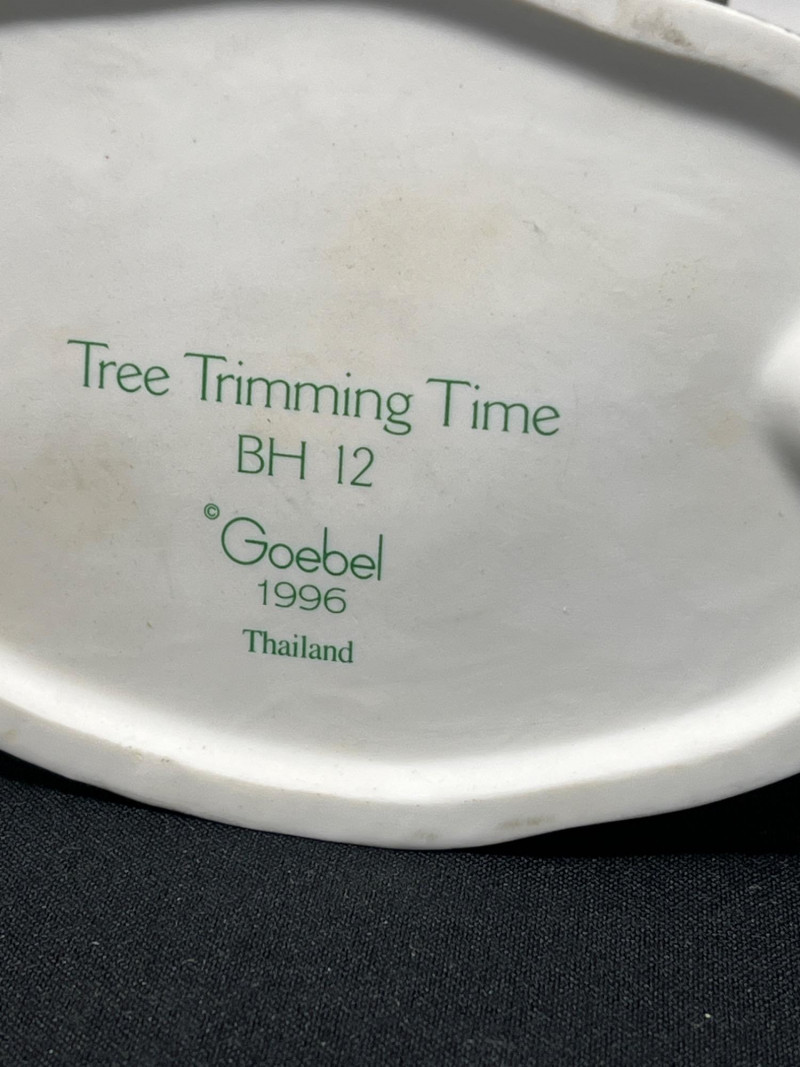 Tree Trimming Time
BH 12
© Goebel
1996
Thailand